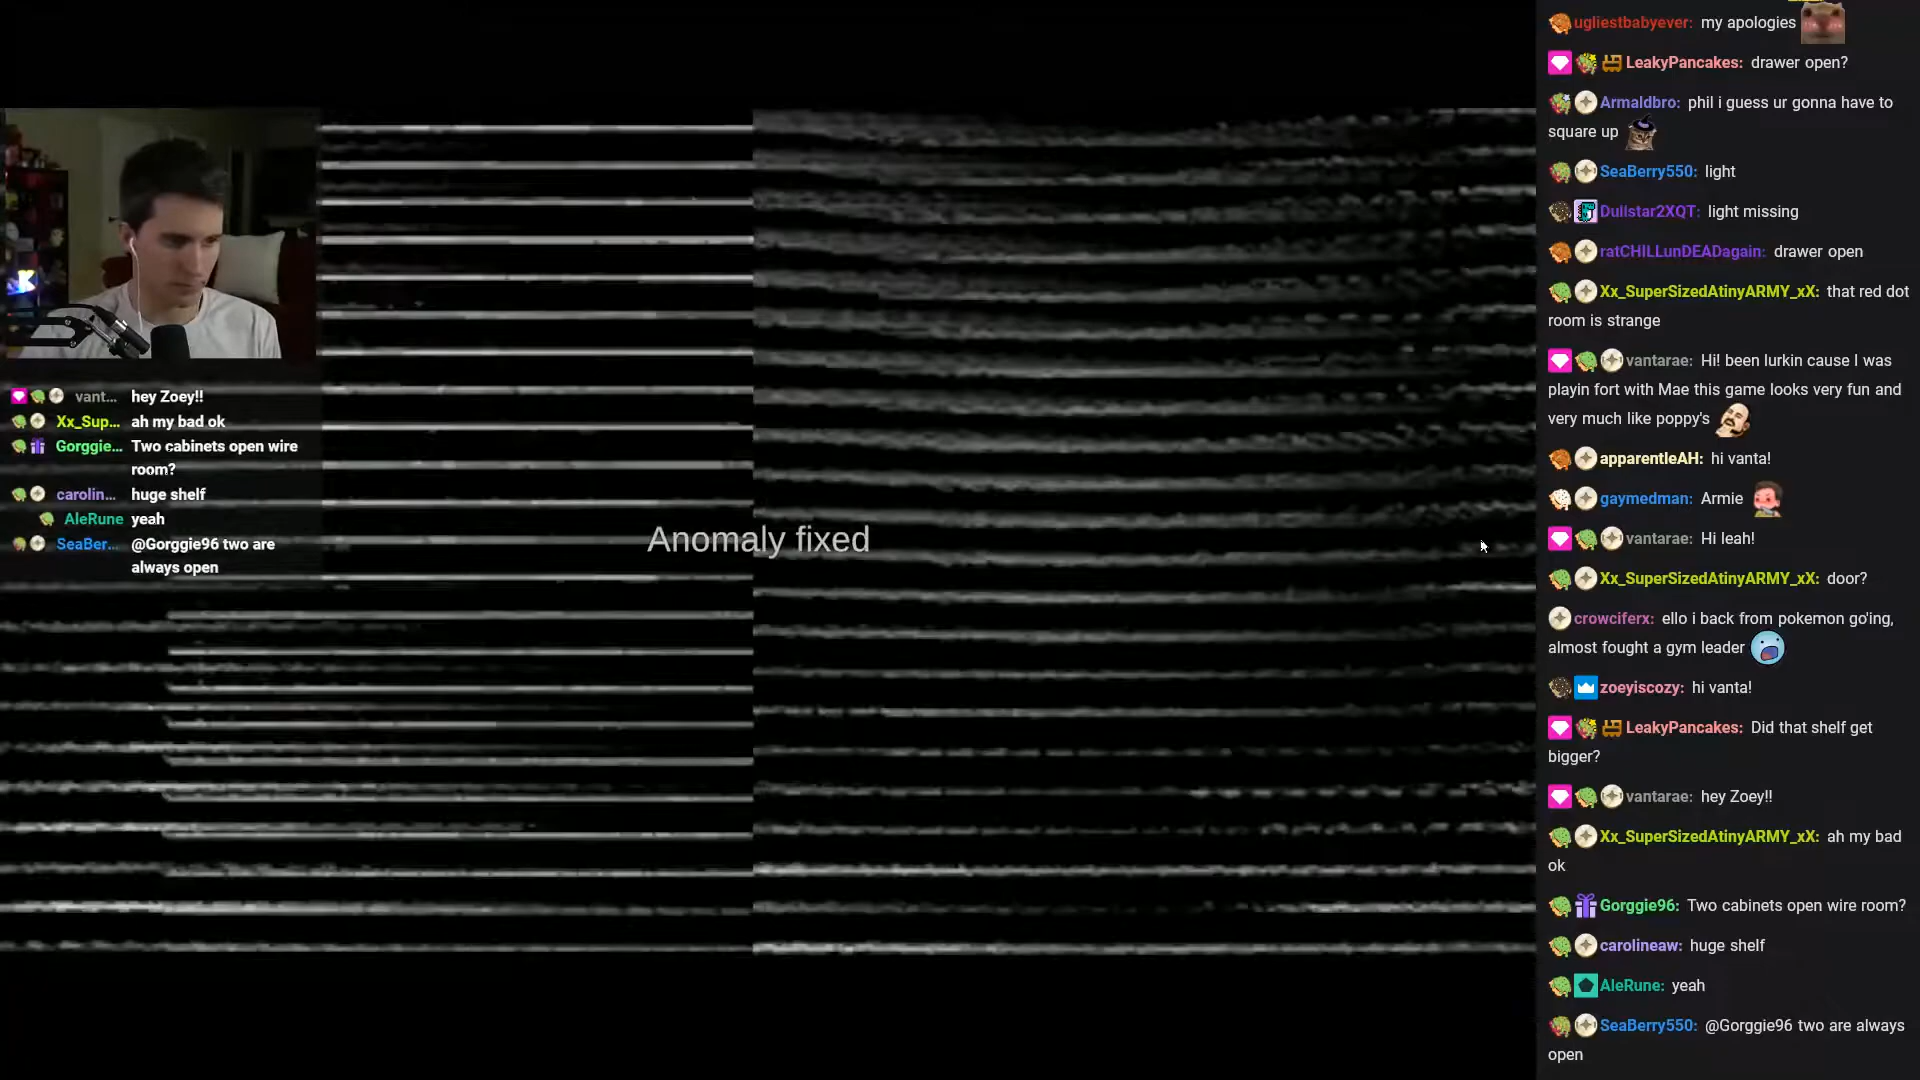 vant... hey Zoey!!
Xx_Sup... ah my bad ok
Gorggie... Two cabinets open wire
room?
carolin... huge shelf
AleRune yeah
SeaBer... @Gorggie96 two are
always open
Anomaly fixed
ugliestbabyever: my apologies
LeakyPancakes: drawer open?
Armaldbro: phil i guess ur gonna have to
square up
SeaBerry550: light
Dullstar2XQT: light missing
ratCHILLunDEADagain: drawer open
Xx_SuperSizedAtinyARMY_xX: that red dot
room is strange
vantarae: Hi! been lurkin cause I was
playin fort with Mae this game looks very fun and
very much like poppy's
apparentleAH: hi vanta!
gaymedman: Armie
vantarae: Hi leah!
Xx_SuperSizedAtinyARMY_xX: door?
crowciferx: ello i back from pokemon go'ing,
almost fought a gym leader
zoeyiscozy: hi vanta!
LeakyPancakes: Did that shelf get
bigger?
vantarae: hey Zoey!!
Xx_SuperSizedAtinyARMY_xX: ah my bad
ok
Gorggie96: Two cabinets open wire room?
carolineaw: huge shelf
AleRune: yeah
SeaBerry550: @Gorggie96 two are always
open